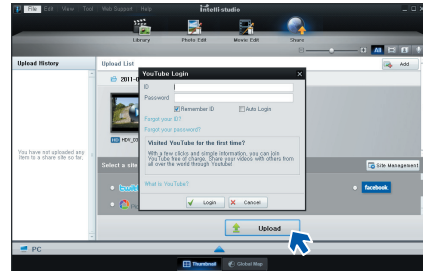 File Edit View Tool Web Support Help
intelli-studio
Library Photo Edit Movie Edit Share
All
Upload History
Upload List
Add
2011-0
YouTube Login
ID
Password
Remember ID Auto Login
Forgot your ID?
Forgot your password?
HD HDV_00
Visited YouTube for the first time?
With a few clicks and simple information, you can join
YouTube free of charge. Share your videos with others from
all over the world through Youtube!
You have not uploaded any
item to a share site so far.
Select a site
Site Management
What is YouTube?
facebook
Login Cancel
Upload
PC
Thumbnail Global Map